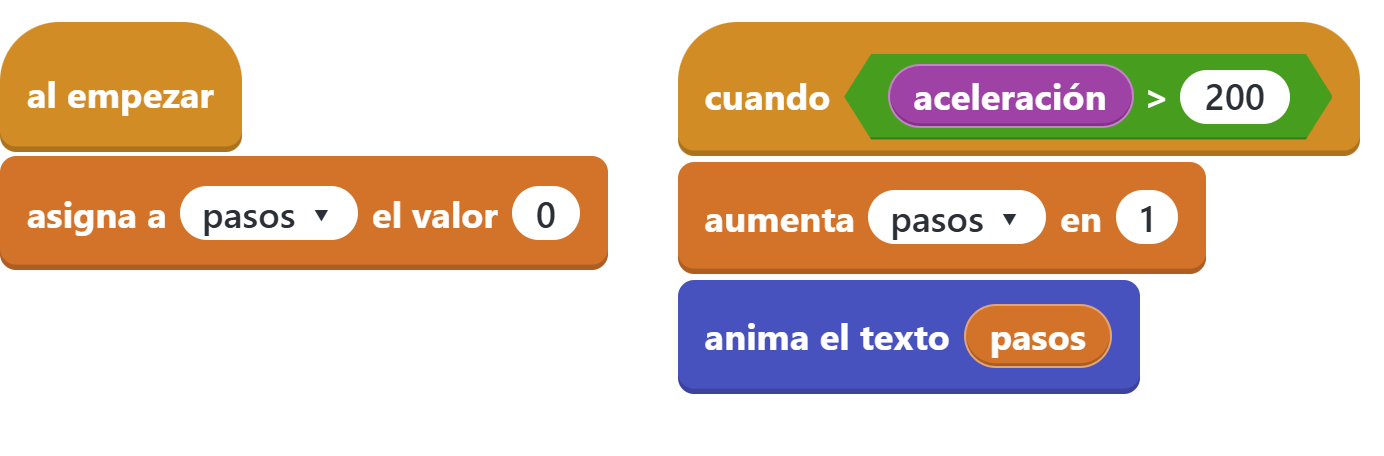 al empezar
asigna a pasos ▼ el valor 0
cuando aceleración > 200
aumenta pasos ▼ en 1
anima el texto pasos